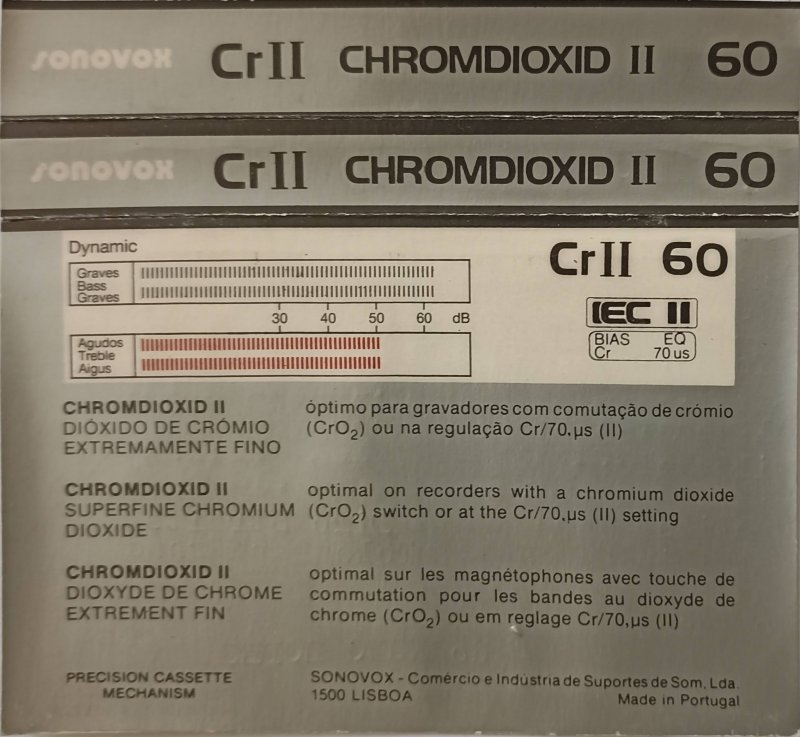 SONOVOX CrII CHROMDIOXID II 60
SONOVOX CrII CHROMDIOXID II 60
Dynamic
CrII 60
Graves
Bass
Graves
30 40 50 60 dB
IEC II
BIAS EQ
Cr 70 us
Agudos
Treble
Aigus
CHROMDIOXID II
DIÓXIDO DE CRÓMIO
EXTREMAMENTE FINO
óptimo para gravadores com comutação de crómio
(CrO₂) ou na regulação Cr/70,µs (II)
CHROMDIOXID II
SUPERFINE CHROMIUM
DIOXIDE
optimal on recorders with a chromium dioxide
(CrO₂) switch or at the Cr/70,µs (II) setting
CHROMDIOXID II
DIOXYDE DE CHROME
EXTREMENT FIN
optimal sur les magnétophones avec touche de
commutation pour les bandes au dioxyde de
chrome (CrO₂) ou em reglage Cr/70,µs (II)
PRECISION CASSETTE
MECHANISM
SONOVOX - Comércio e Indústria de Suportes de Som, Lda.
1500 LISBOA
Made in Portugal